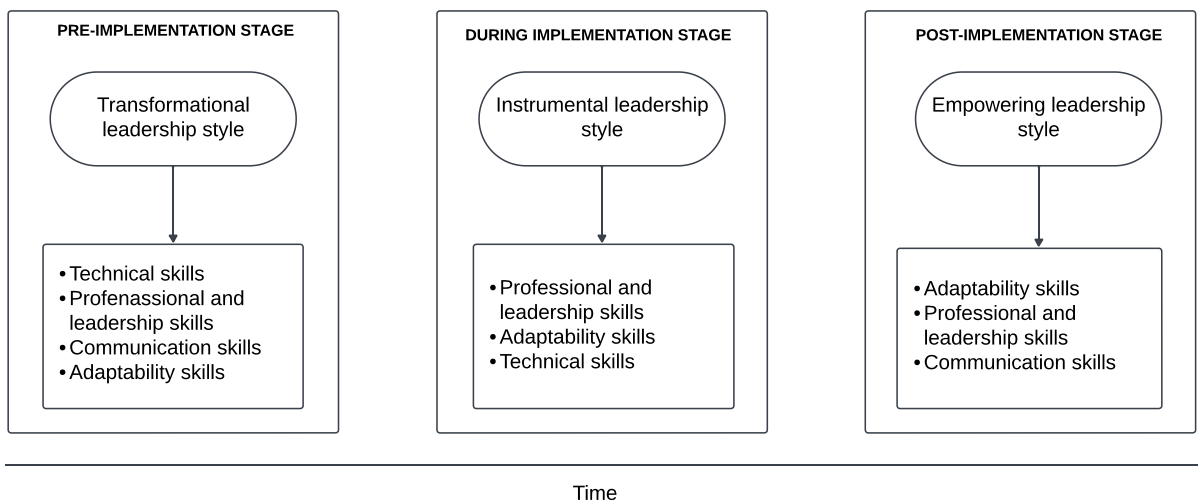 PRE-IMPLEMENTATION STAGE
Transformational
leadership style
•Technical skills
•Profenassional and
leadership skills
•Communication skills
•Adaptability skills
DURING IMPLEMENTATION STAGE
Instrumental leadership
style
•Professional and
leadership skills
•Adaptability skills
•Technical skills
POST-IMPLEMENTATION STAGE
Empowering leadership
style
•Adaptability skills
•Professional and
leadership skills
•Communication skills
Time